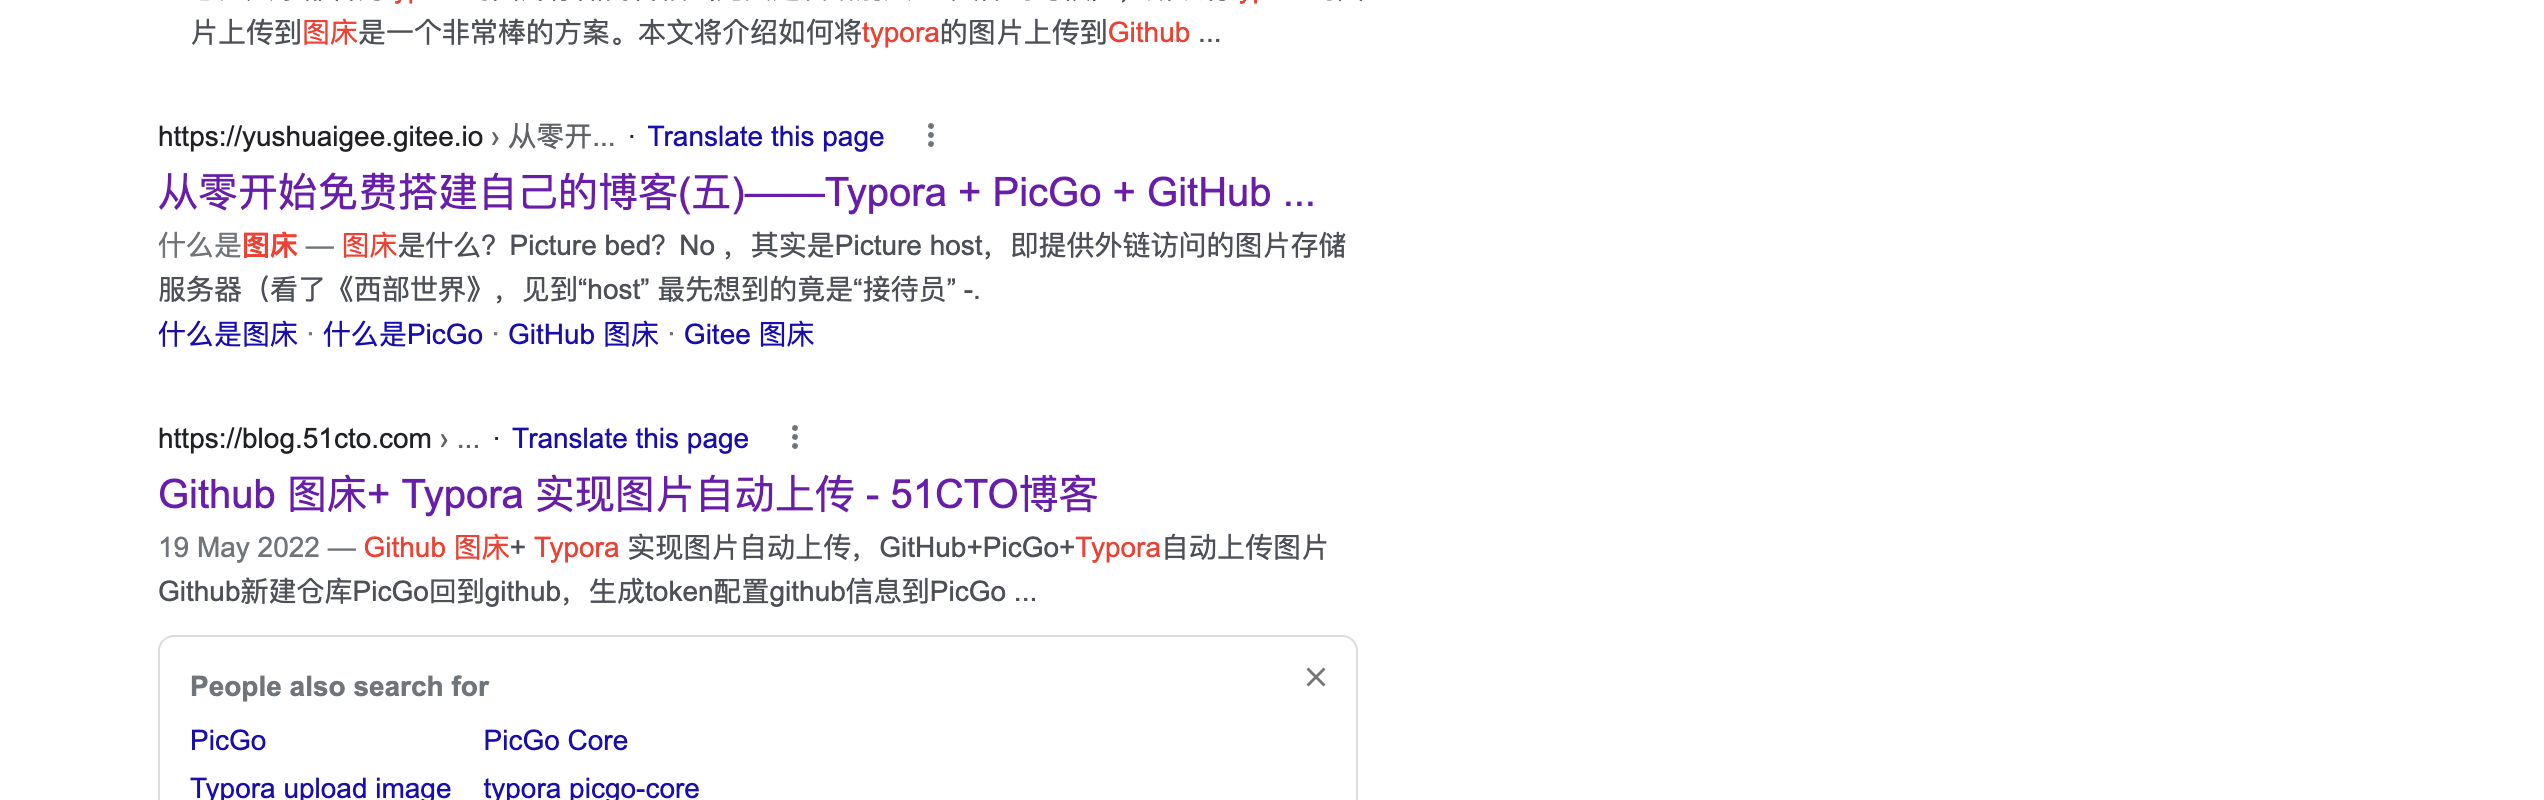 片上传到图床是一个非常棒的方案。本文将介绍如何将typora的图片上传到Github ...
https://yushuaigee.gitee.io › 从零开... · Translate this page
从零开始免费搭建自己的博客(五)——Typora + PicGo + GitHub ...
什么是图床 — 图床是什么？Picture bed？No ，其实是Picture host，即提供外链访问的图片存储
服务器（看了《西部世界》，见到“host” 最先想到的竟是“接待员” -.
什么是图床 · 什么是PicGo · GitHub 图床 · Gitee 图床
https://blog.51cto.com › ... · Translate this page
Github 图床+ Typora 实现图片自动上传 - 51CTO博客
19 May 2022 — Github 图床+ Typora 实现图片自动上传，GitHub+PicGo+Typora自动上传图片
Github新建仓库PicGo回到github，生成token配置github信息到PicGo ...
People also search for
PicGo PicGo Core
Typora upload image typora picgo-core